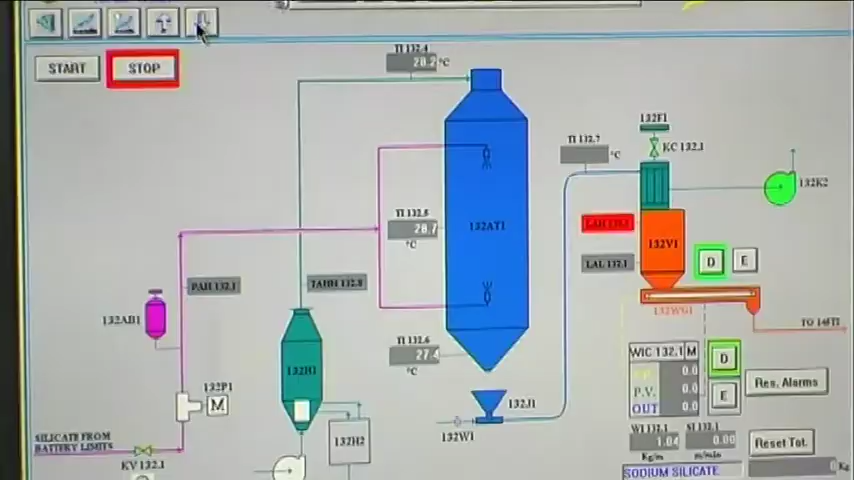 START
STOP
TI 132.4
28.2 °C
132F1
KC 132.1
TI 132.7
°C
132K2
TI 132.5
28.7
°C
132AT1
LAH 132.1
132V1
LAL 132.1
D
E
PAH 132.1
TAHH 132.8
132AB1
132WG1
TO 14FT1
TI 132.6
27.4
°C
132H1
WIC 132.1 M
0.0
P.V. 0.0
OUT 0.0
D
E
Res. Alarms
132P1
M
132J1
132W1
132H2
SILICATE FROM
BATTERY LIMITS
KV 132.1
WI 132.1
1.04
Kg/m
SI 132.1
0.00
m/min
Reset Tot.
SODIUM SILICATE
0 Kg